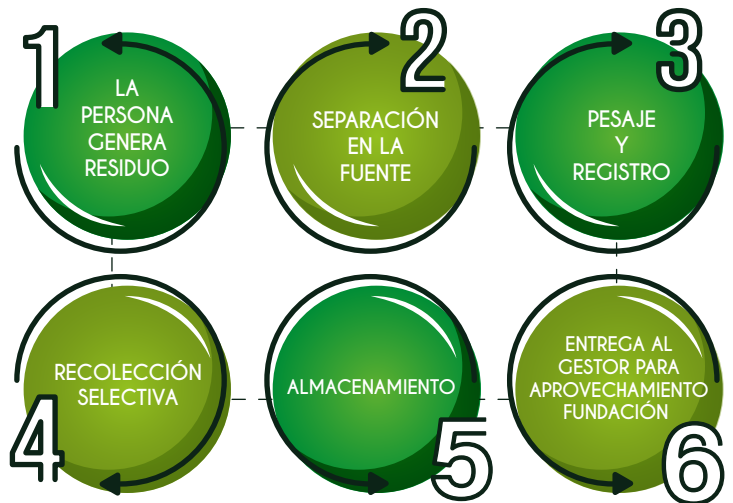 1
LA
PERSONA
GENERA
RESIDUO
2
SEPARACIÓN
EN LA
FUENTE
3
PESAJE
Y
REGISTRO
4
RECOLECCIÓN
SELECTIVA
5
ALMACENAMIENTO
6
ENTREGA AL
GESTOR PARA
APROVECHAMIENTO
FUNDACIÓN